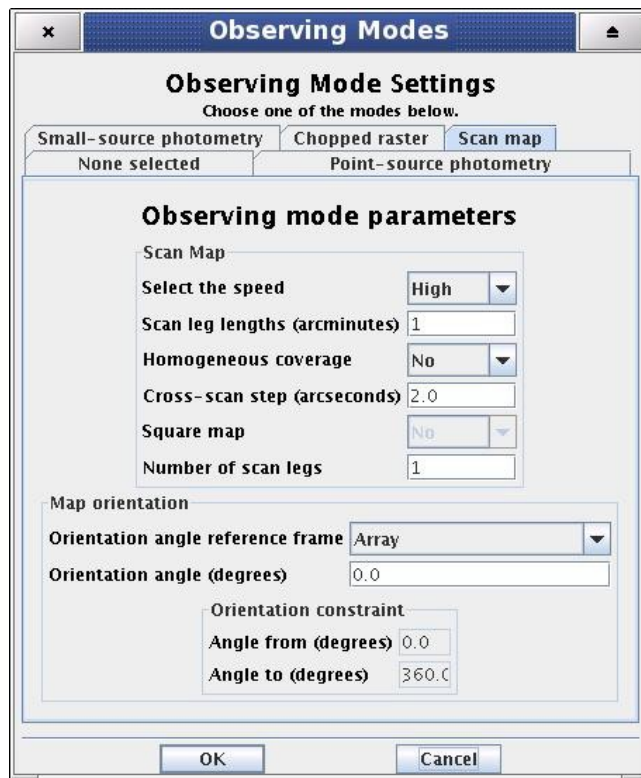 Observing Modes
Observing Mode Settings
Choose one of the modes below.
Small-source photometry Chopped raster Scan map
None selected Point-source photometry
Observing mode parameters
Scan Map
Select the speed High
Scan leg lengths (arcminutes) 1
Homogeneous coverage No
Cross-scan step (arcseconds) 2.0
Square map No
Number of scan legs 1
Map orientation
Orientation angle reference frame Array
Orientation angle (degrees) 0.0
Orientation constraint
Angle from (degrees) 0.0
Angle to (degrees) 360.0
OK Cancel